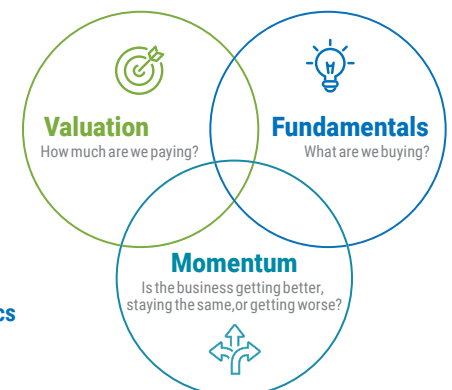 Valuation
How much are we paying?
Fundamentals
What are we buying?
Momentum
Is the business getting better,
staying the same,or getting worse?